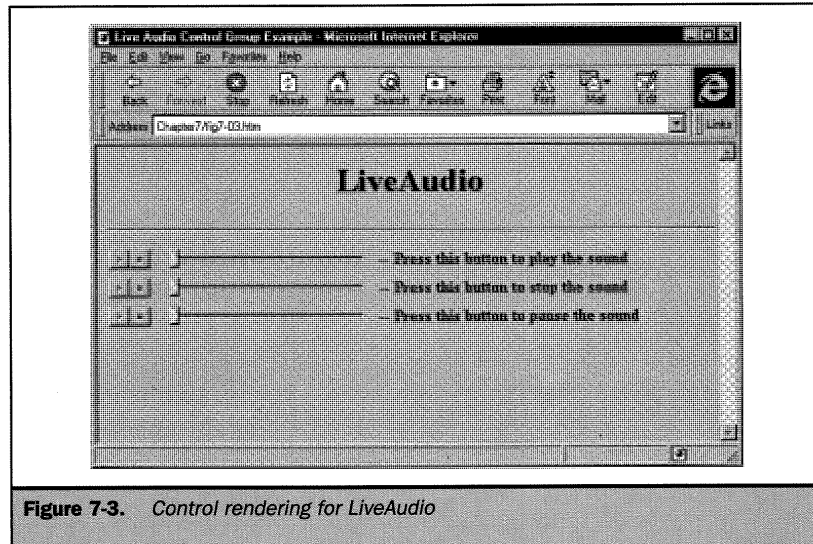 Live Audio Control Group Example - Microsoft Internet Explorer
File Edit View Go Favorites Help
Back Forward Stop Refresh Home Search Favorites Print Font Mail Edit
Address Chapter7/fig7-03.htm Links
LiveAudio
-- Press this button to play the sound
-- Press this button to stop the sound
-- Press this button to pause the sound
Figure 7-3. Control rendering for LiveAudio